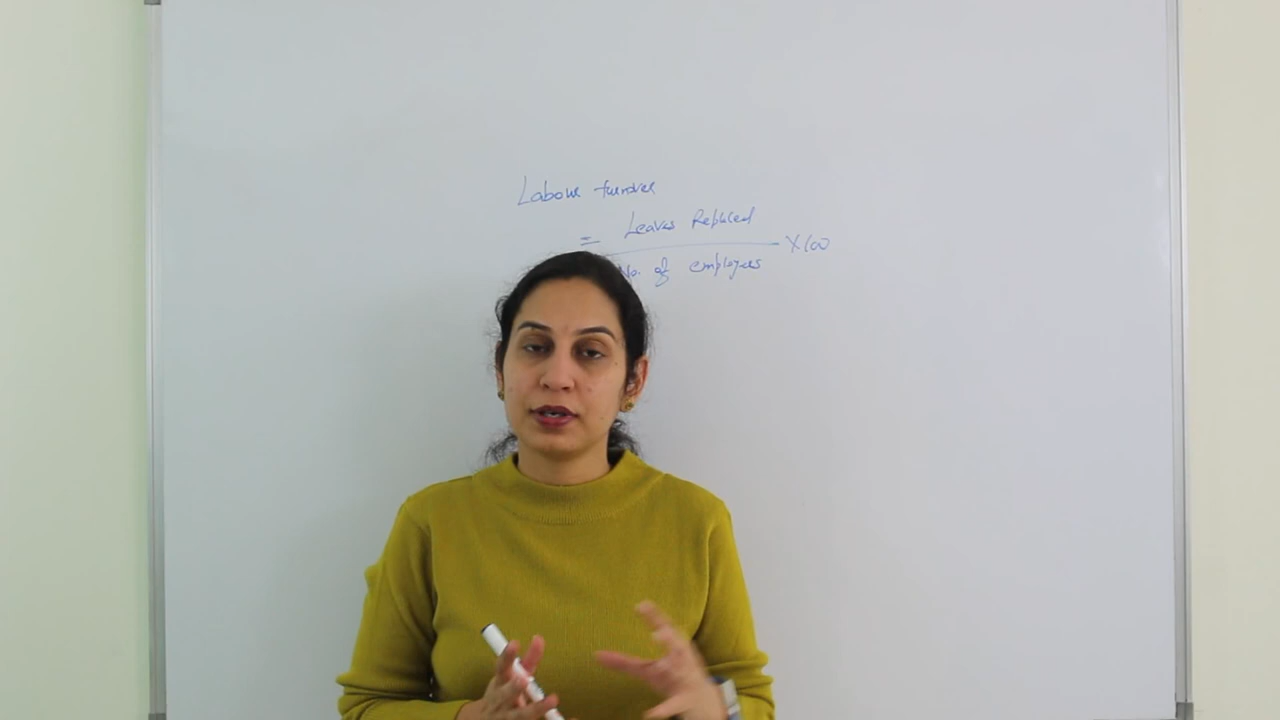 Labour turnover
= Leaves Replaced × 100
No. of employees